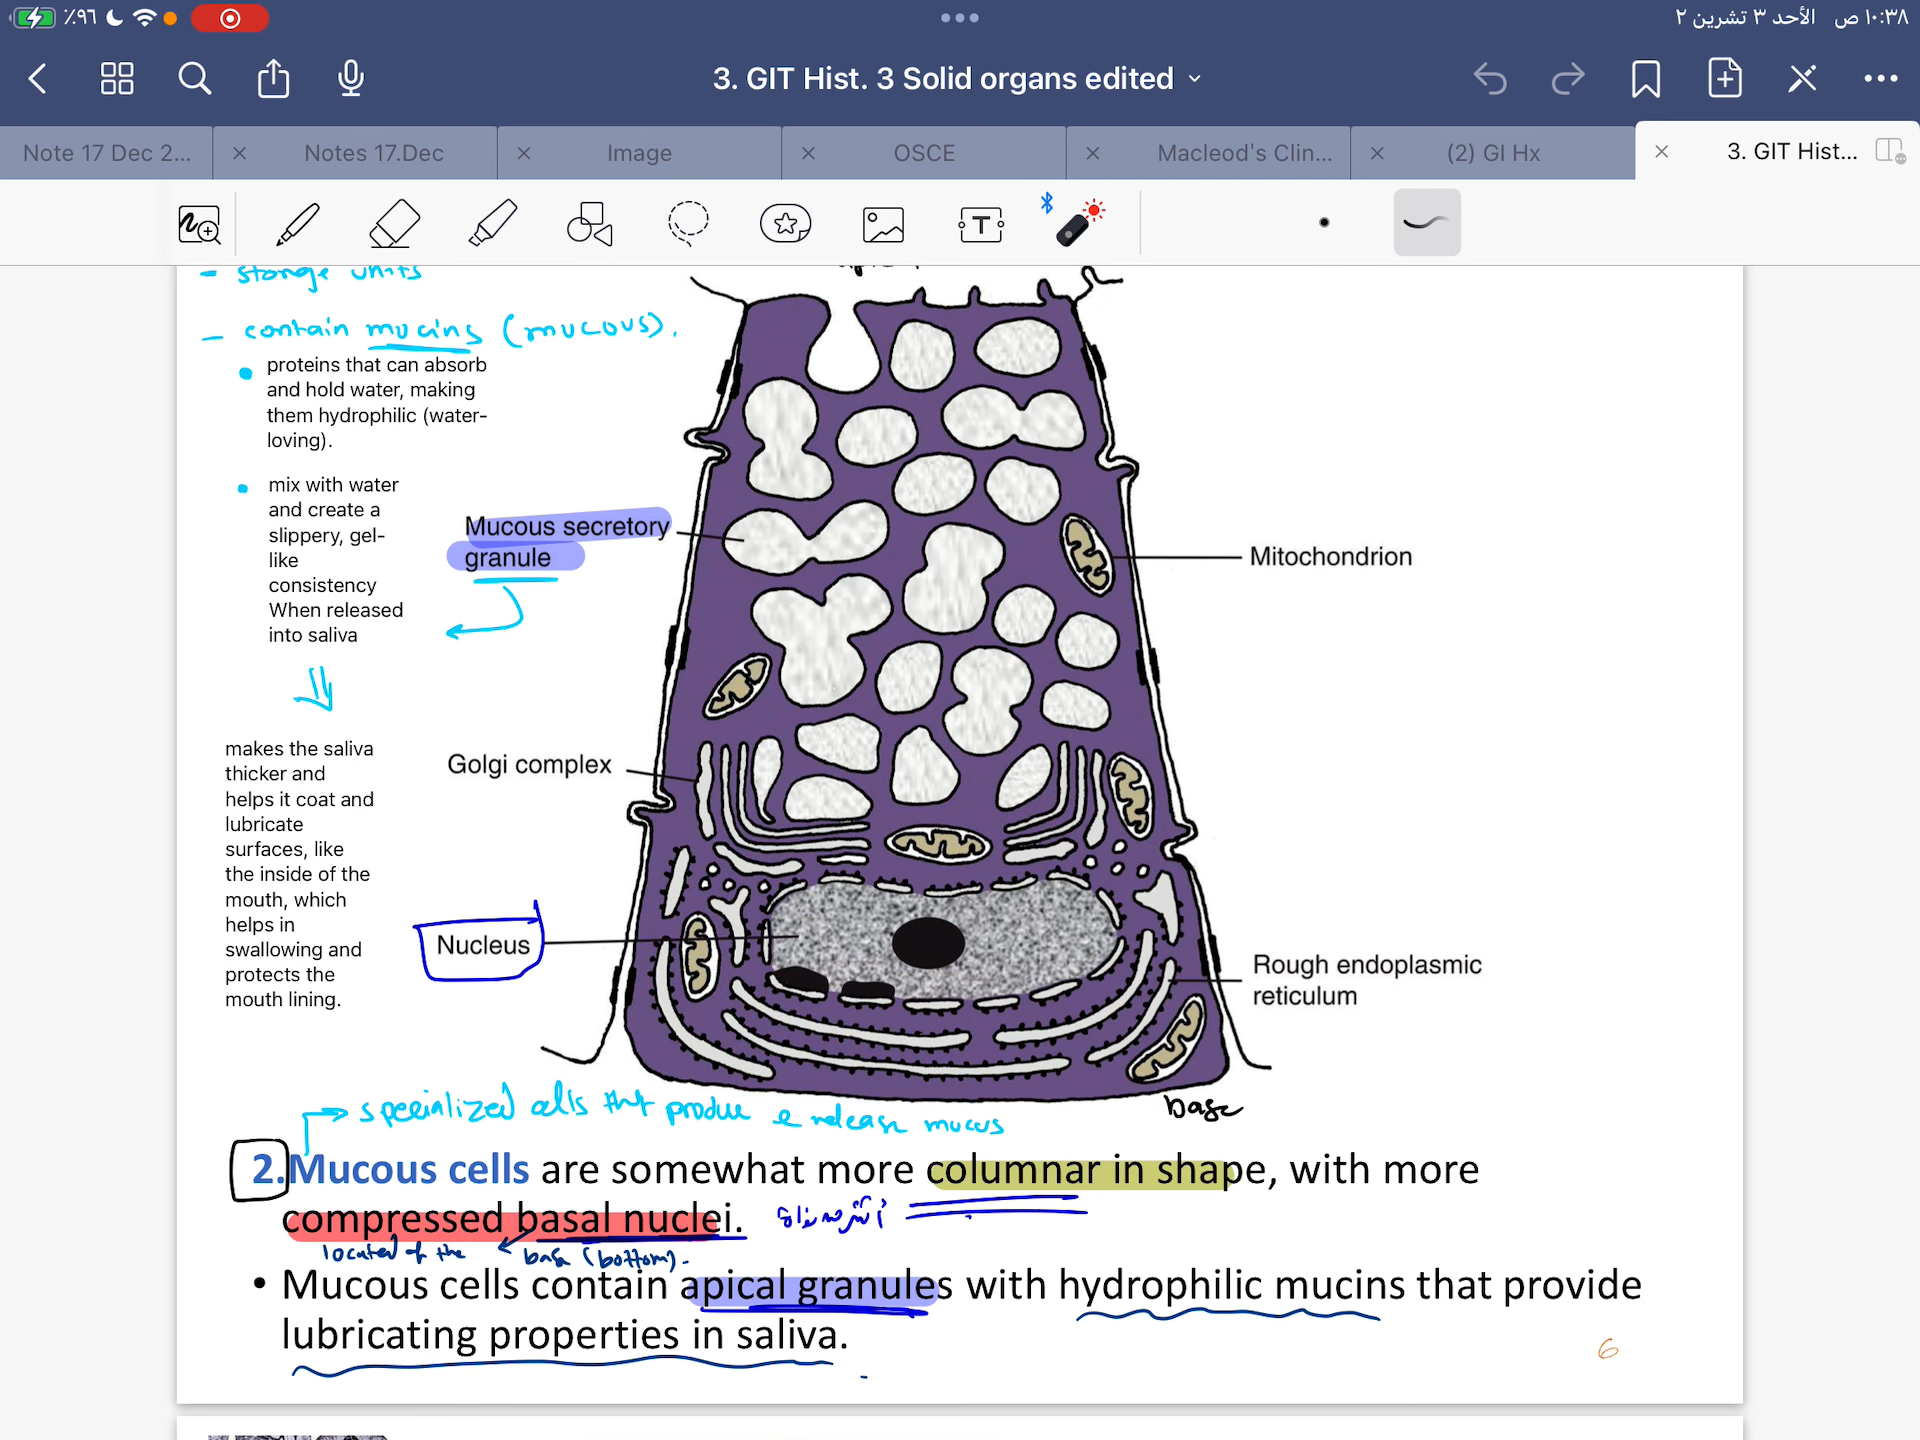 ٪٩٦
١٠:٣٨ ص الأحد ٣ تشرين ٢
3. GIT Hist. 3 Solid organs edited
Note 17 Dec 2...
Notes 17.Dec
Image
OSCE
Macleod's Clin...
(2) GI Hx
3. GIT Hist...
T
- storage units
- contain mucins (mucous).
proteins that can absorb
and hold water, making
them hydrophilic (water-
loving).
mix with water
and create a
slippery, gel-
like
consistency
When released
into saliva
makes the saliva
thicker and
helps it coat and
lubricate
surfaces, like
the inside of the
mouth, which
helps in
swallowing and
protects the
mouth lining.
Mucous secretory
granule
Mitochondrion
Golgi complex
Nucleus
Rough endoplasmic
reticulum
base
specialized cells that produce & release mucus
2.Mucous cells are somewhat more columnar in shape, with more
compressed basal nuclei.
located at the base (bottom).
• Mucous cells contain apical granules with hydrophilic mucins that provide
lubricating properties in saliva.
6